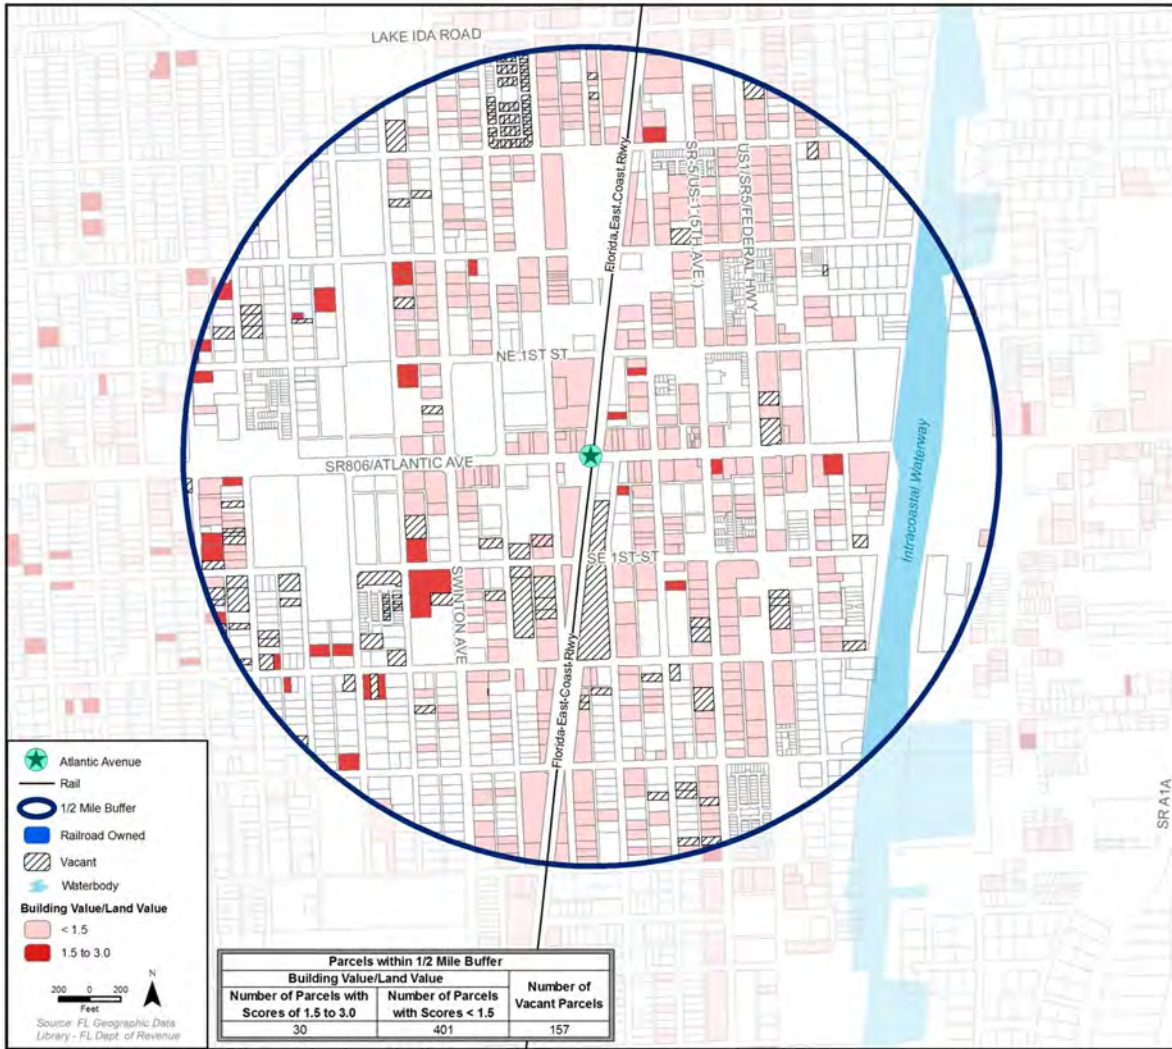 LAKE IDA ROAD
Florida East Coast Rlwy
SR-5/US-1 (5TH AVE)
US1/SR5/FEDERAL HWY
NE 1ST ST
SR806/ATLANTIC AVE
Intracoastal Waterway
SE 1ST ST
SWINTON AVE
Florida East Coast Rlwy
SR A1A
Atlantic Avenue
Rail
1/2 Mile Buffer
Railroad Owned
Vacant
Waterbody
Building Value/Land Value
< 1.5
1.5 to 3.0
N
200 0 200
Feet
Source: FL Geographic Data
Library - FL Dept. of Revenue
Parcels within 1/2 Mile Buffer
Building Value/Land Value
Number of Parcels with
Scores of 1.5 to 3.0
Number of Parcels
with Scores < 1.5
Number of
Vacant Parcels
30 401 157